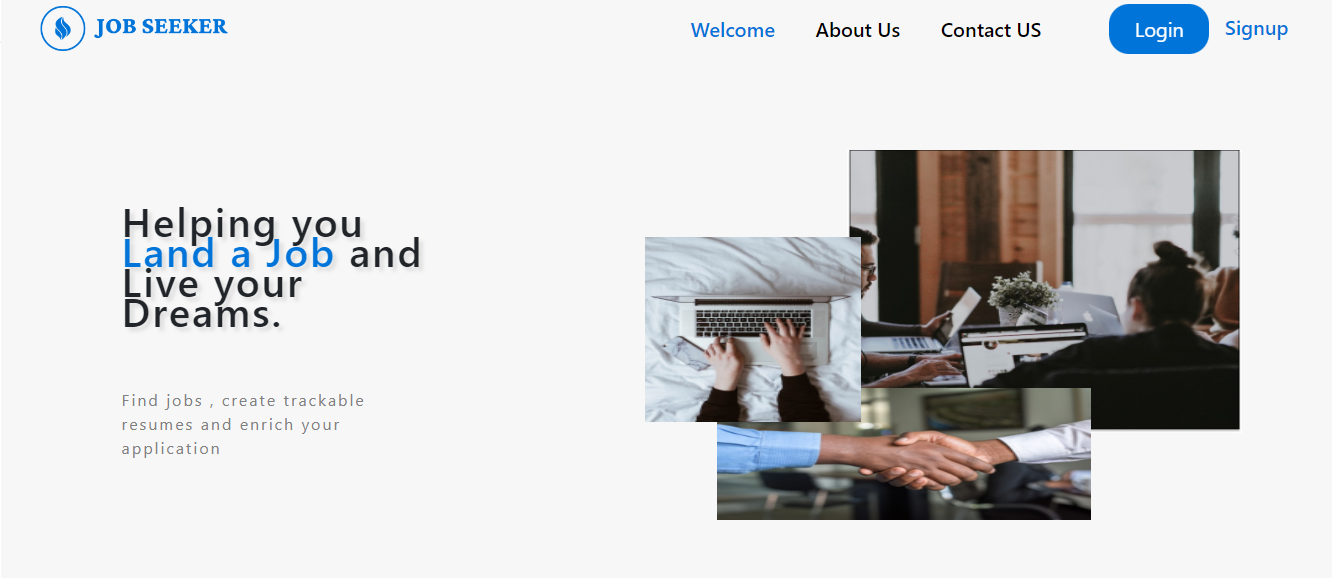 JOB SEEKER
Welcome
About Us
Contact US
Login
Signup
Helping you
Land a Job and
Live your
Dreams.
Find jobs , create trackable
resumes and enrich your
application